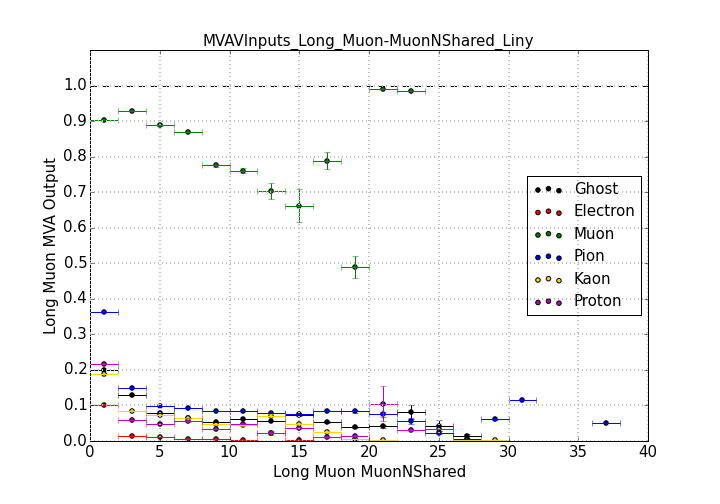 MVAVInputs_Long_Muon-MuonNShared_Liny
1.0
0.9
0.8
0.7
0.6
0.5
0.4
0.3
0.2
0.1
0.0
Long Muon MVA Output
Ghost
Electron
Muon
Pion
Kaon
Proton
0 5 10 15 20 25 30 35 40
Long Muon MuonNShared